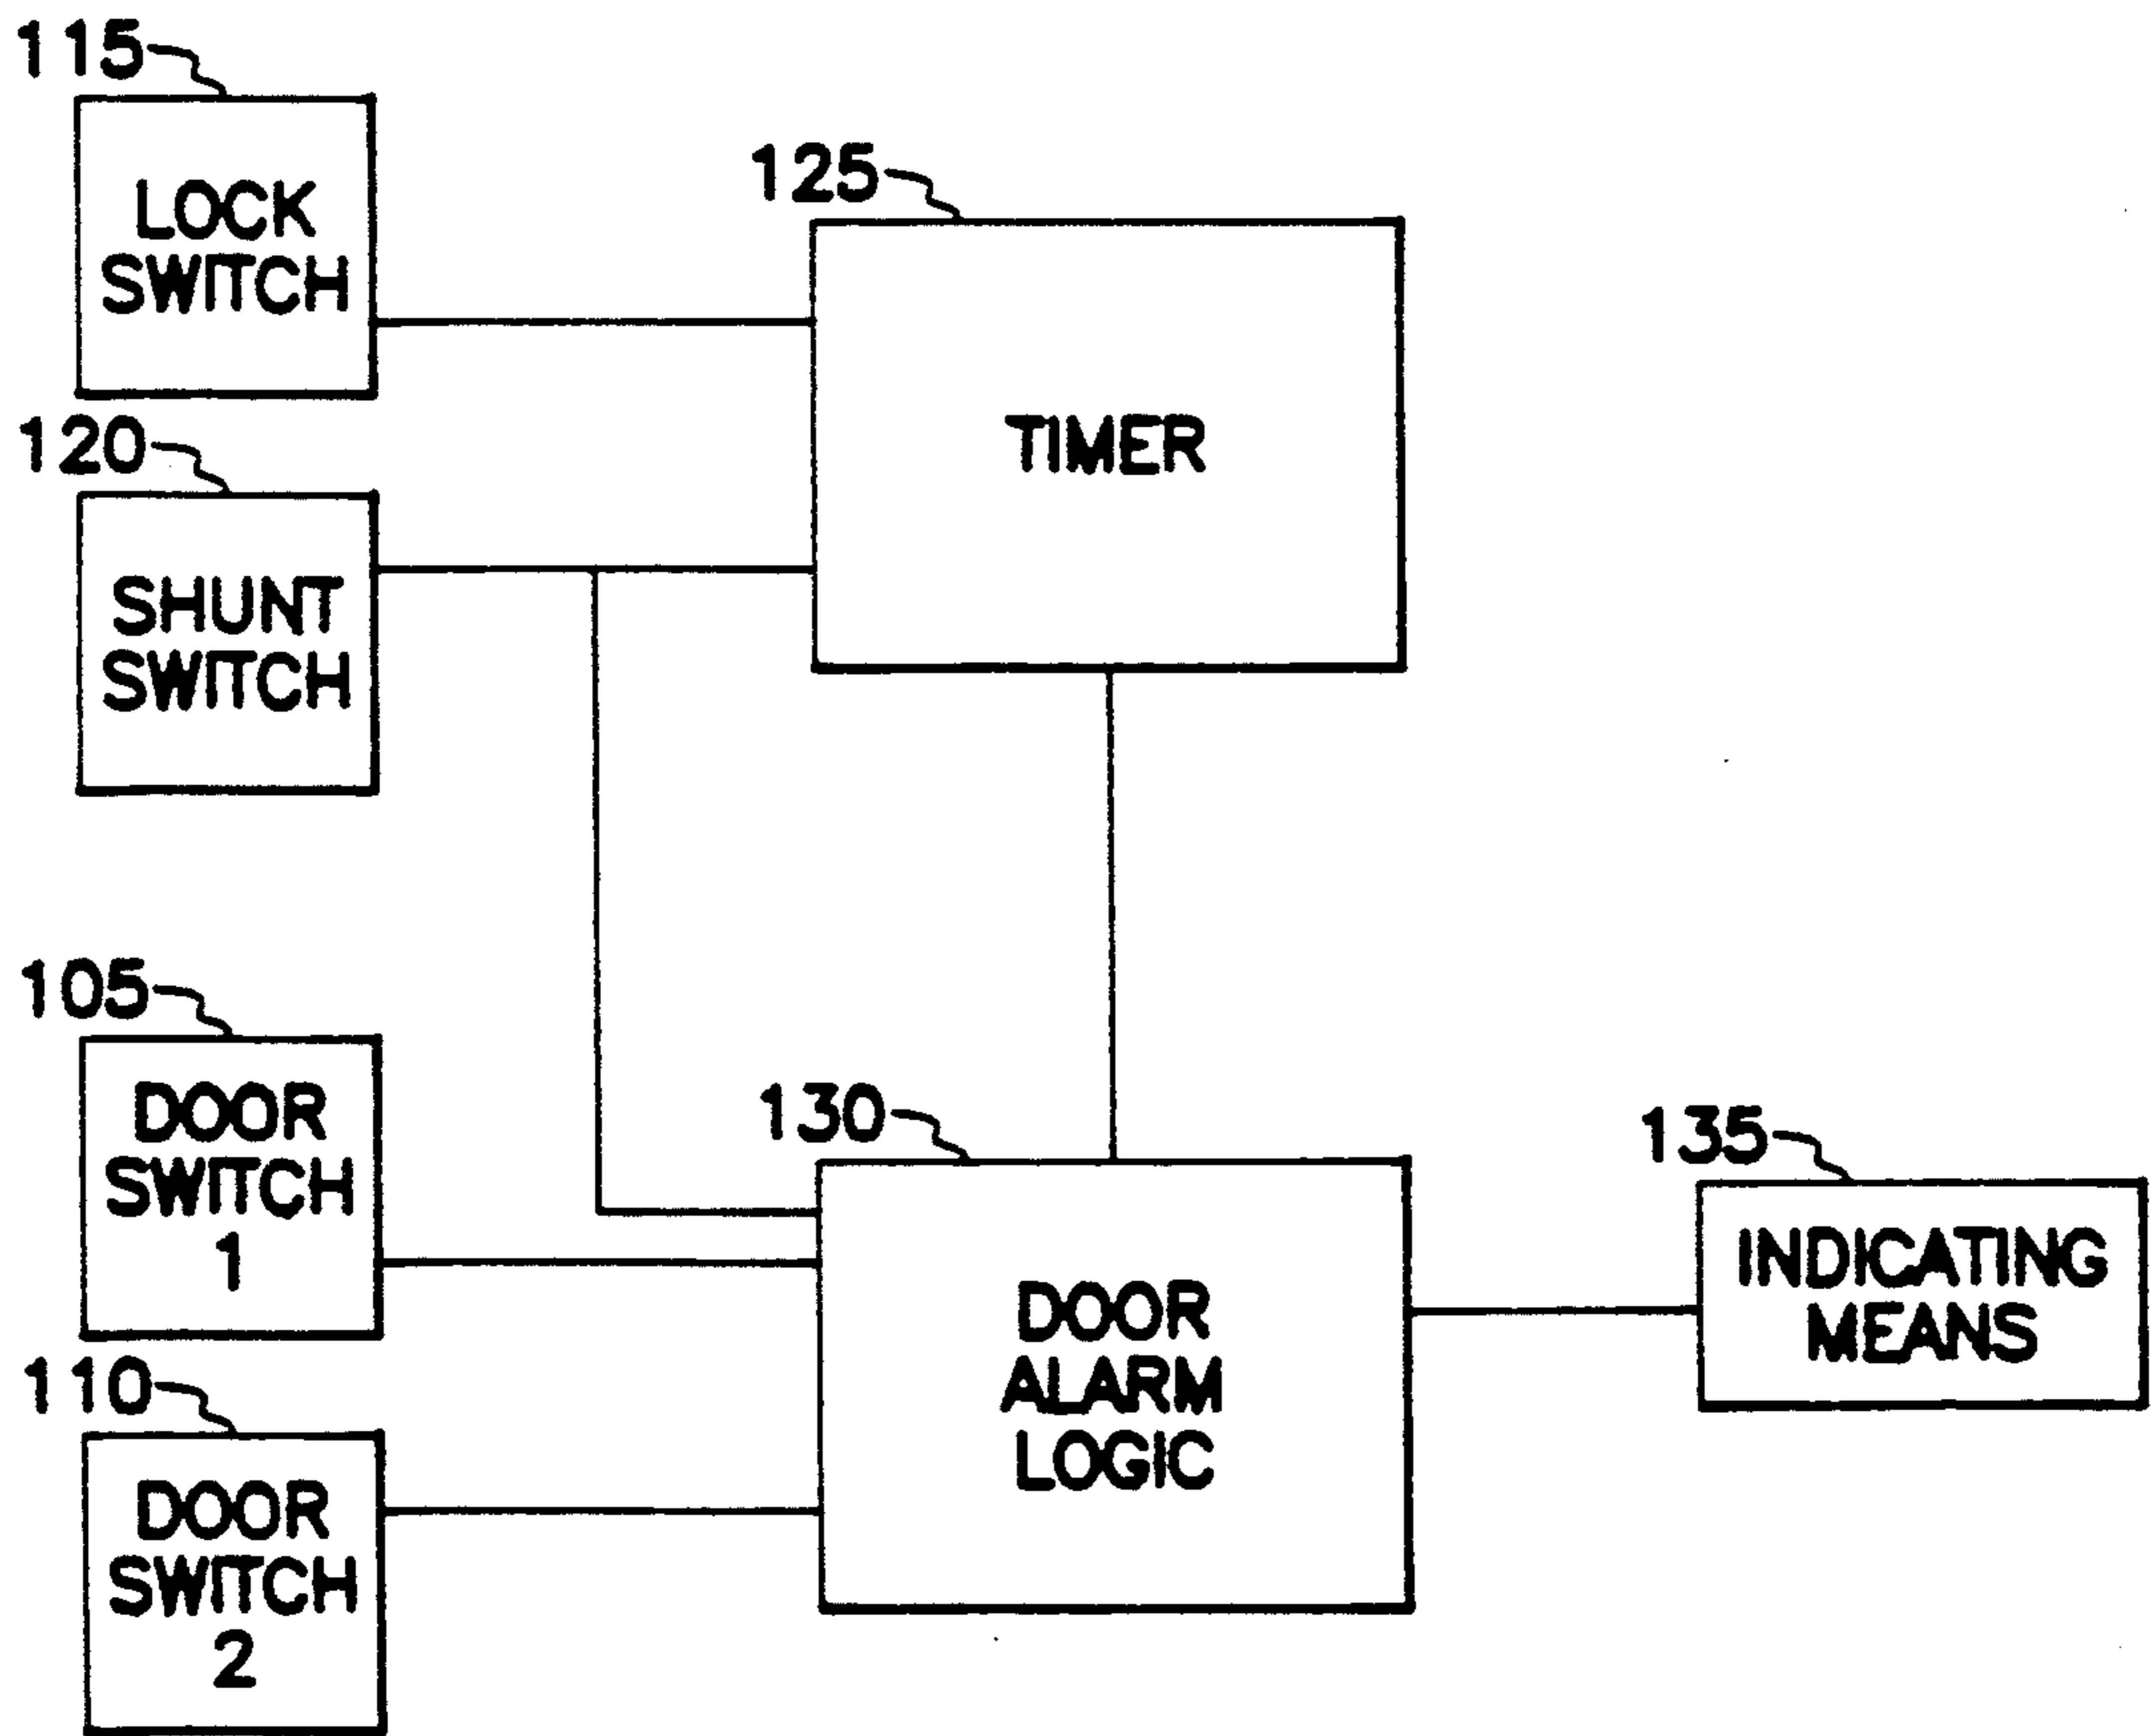 115
LOCK
SWITCH
125
TIMER
120
SHUNT
SWITCH
105
DOOR
SWITCH
1
130
DOOR
ALARM
LOGIC
135
INDICATING
MEANS
110
DOOR
SWITCH
2